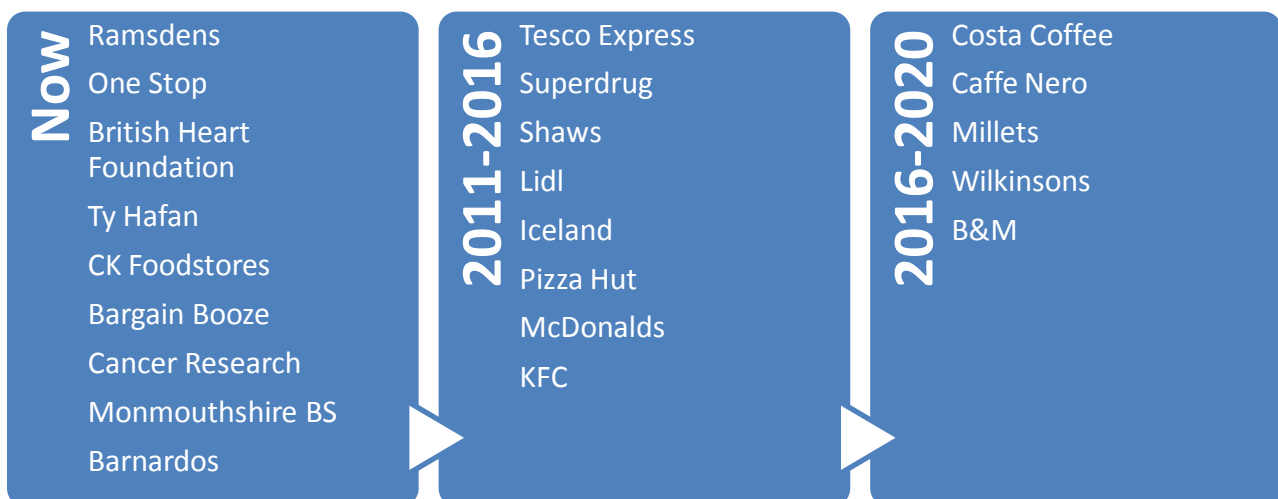 Now
Ramsdens
One Stop
British Heart
Foundation
Ty Hafan
CK Foodstores
Bargain Booze
Cancer Research
Monmouthshire BS
Barnardos
2011-2016
Tesco Express
Superdrug
Shaws
Lidl
Iceland
Pizza Hut
McDonalds
KFC
2016-2020
Costa Coffee
Caffe Nero
Millets
Wilkinsons
B&M